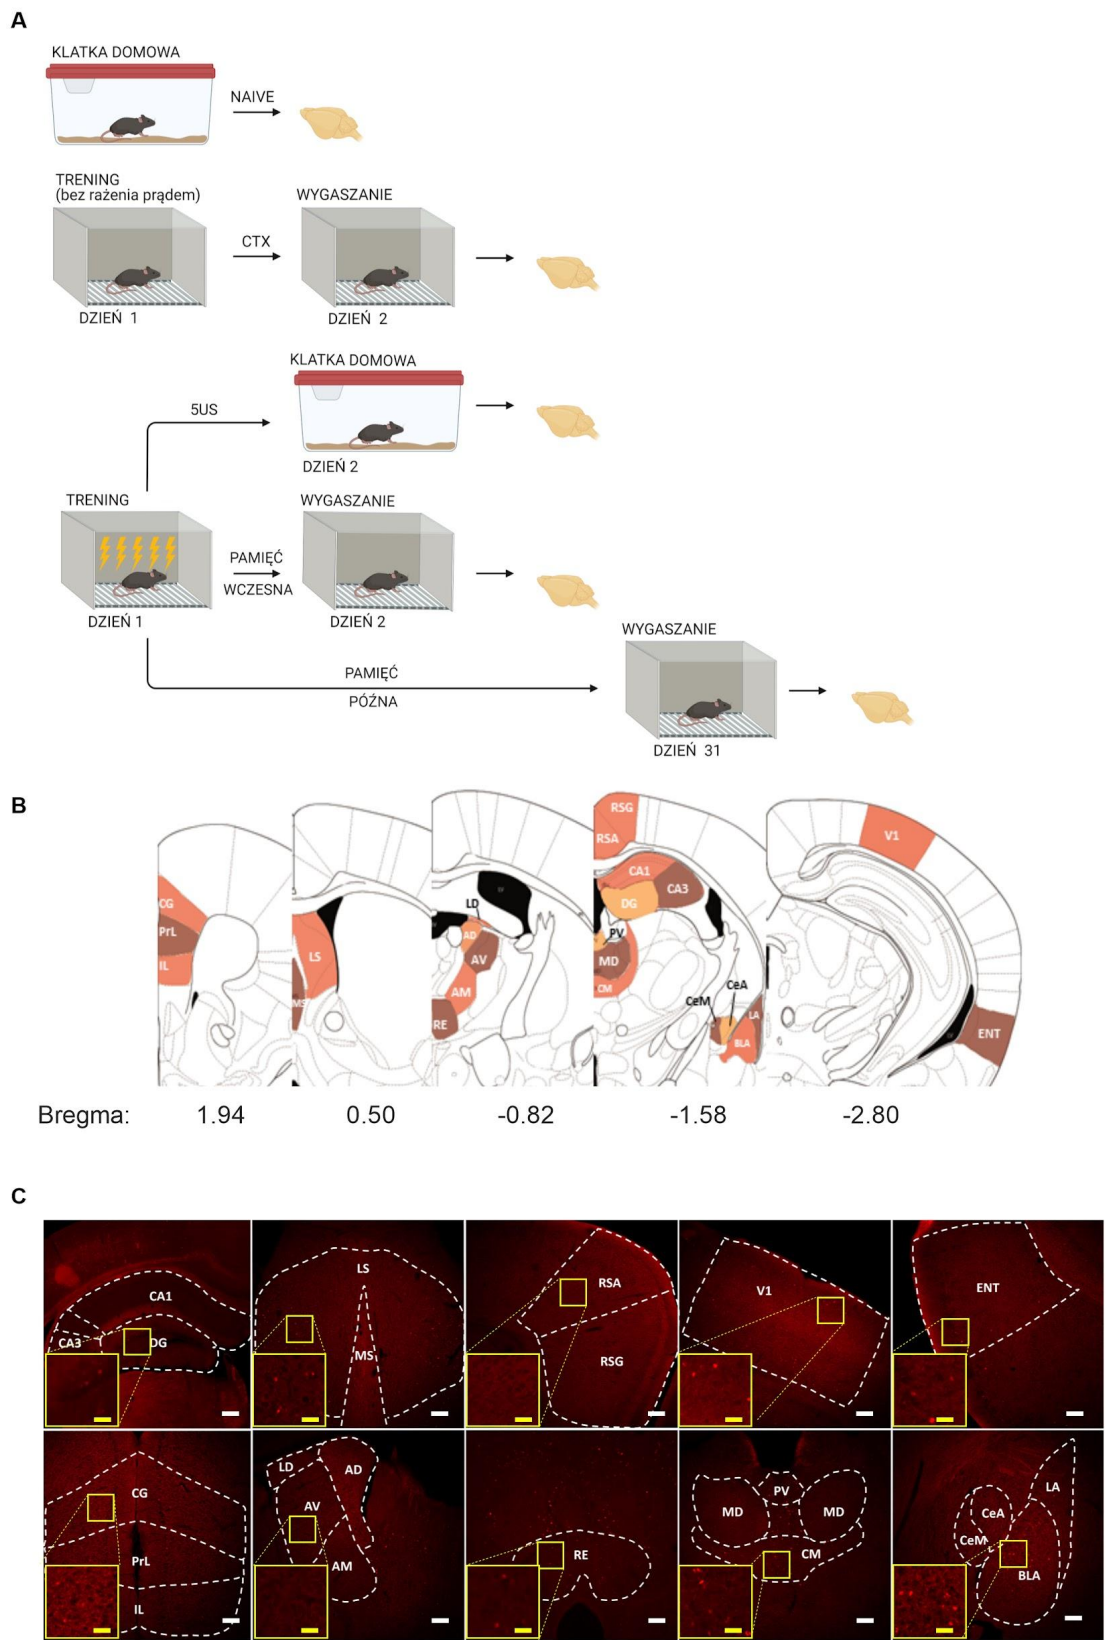 A
KLATKA DOMOWA
NAIVE
TRENING
(bez rażenia prądem)
WYGASZANIE
CTX
DZIEŃ 1
DZIEŃ 2
KLATKA DOMOWA
5US
DZIEŃ 2
TRENING
WYGASZANIE
PAMIĘĆ
WCZESNA
DZIEŃ 1
DZIEŃ 2
WYGASZANIE
PAMIĘĆ
PÓŹNA
DZIEŃ 31
B
CG
PrL
IL
LS
MS
LD
AD
AV
AM
RE
RSG
RSA
CA1
CA3
DG
PV
MD
CM
CeM
CeA
LA
BLA
V1
ENT
Bregma: 1.94 0.50 -0.82 -1.58 -2.80
C
CA1
CA3
DG
LS
MS
RSA
RSG
V1
ENT
CG
PrL
IL
LD
AD
AV
AM
RE
PV
MD
MD
CM
LA
CeA
CeM
BLA